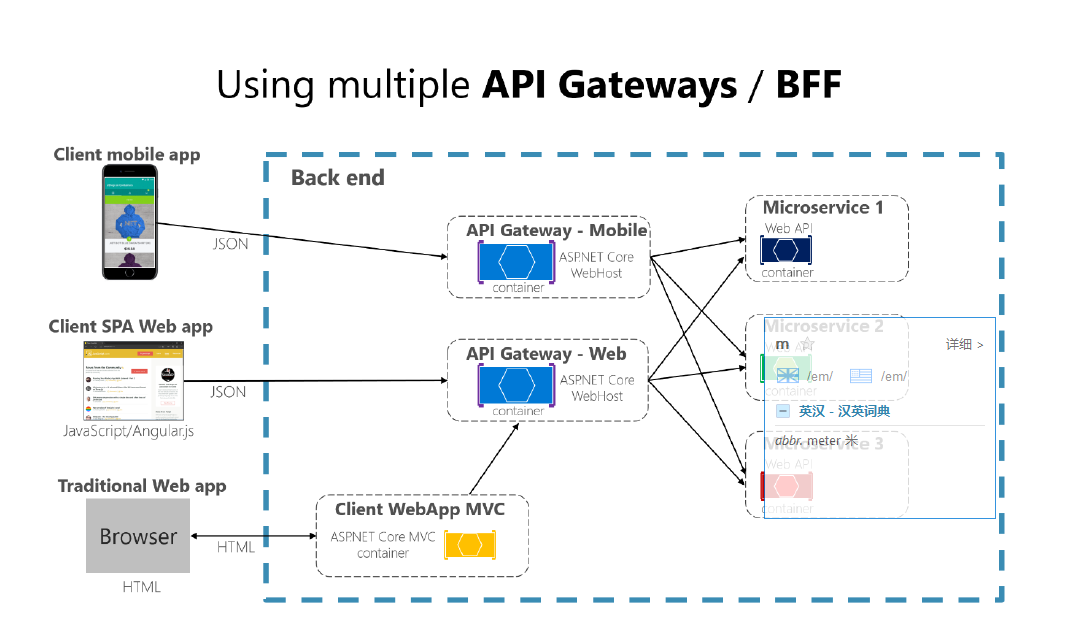 Using multiple API Gateways / BFF
Client mobile app
Back end
JSON
API Gateway - Mobile
ASP.NET Core
WebHost
container
Microservice 1
Web API
container
Client SPA Web app
JSON
JavaScript/Angular.js
API Gateway - Web
ASP.NET Core
WebHost
container
Microservice 2
m
详细 >
/em/
/em/
container
英汉 - 汉英词典
abbr. meter 米
Microservice 3
Web API
container
Traditional Web app
Browser
HTML
HTML
Client WebApp MVC
ASP.NET Core MVC
container